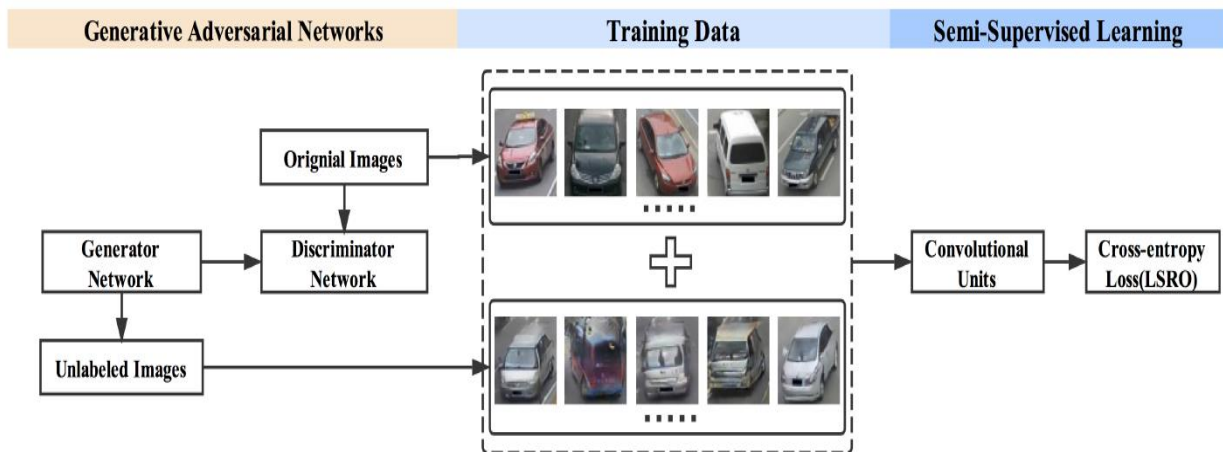 Generative Adversarial Networks
Training Data
Semi-Supervised Learning
Orignial Images
Generator
Network
Discriminator
Network
Unlabeled Images
Convolutional
Units
Cross-entropy
Loss(LSRO)